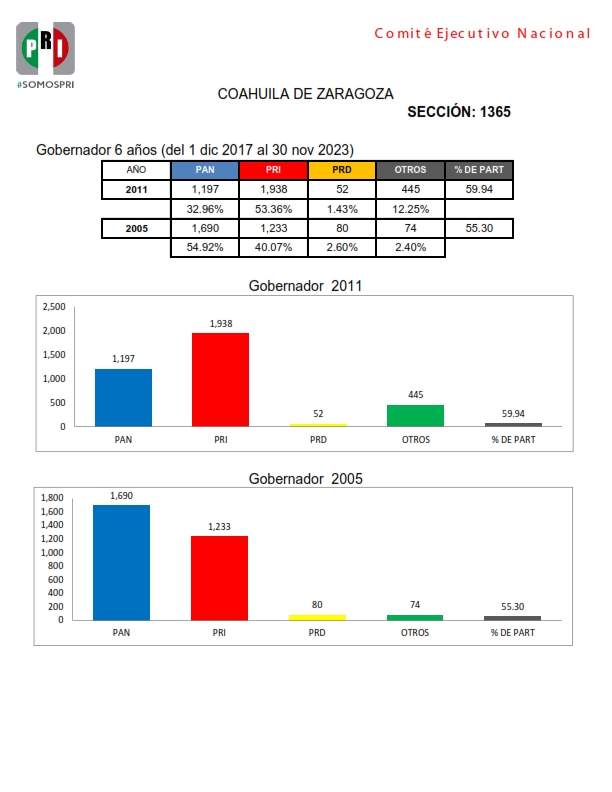 Comité Ejecutivo Nacional
PRI
#SOMOSPRI
COAHUILA DE ZARAGOZA
SECCIÓN: 1365
Gobernador 6 años (del 1 dic 2017 al 30 nov 2023)
AÑO PAN PRI PRD OTROS % DE PART
2011 1,197 1,938 52 445 59.94
32.96% 53.36% 1.43% 12.25%
2005 1,690 1,233 80 74 55.30
54.92% 40.07% 2.60% 2.40%
Gobernador 2011
2,500
2,000
1,500
1,000
500
0
1,197
1,938
52
445
59.94
PAN PRI PRD OTROS % DE PART
Gobernador 2005
1,800
1,600
1,400
1,200
1,000
800
600
400
200
0
1,690
1,233
80
74
55.30
PAN PRI PRD OTROS % DE PART